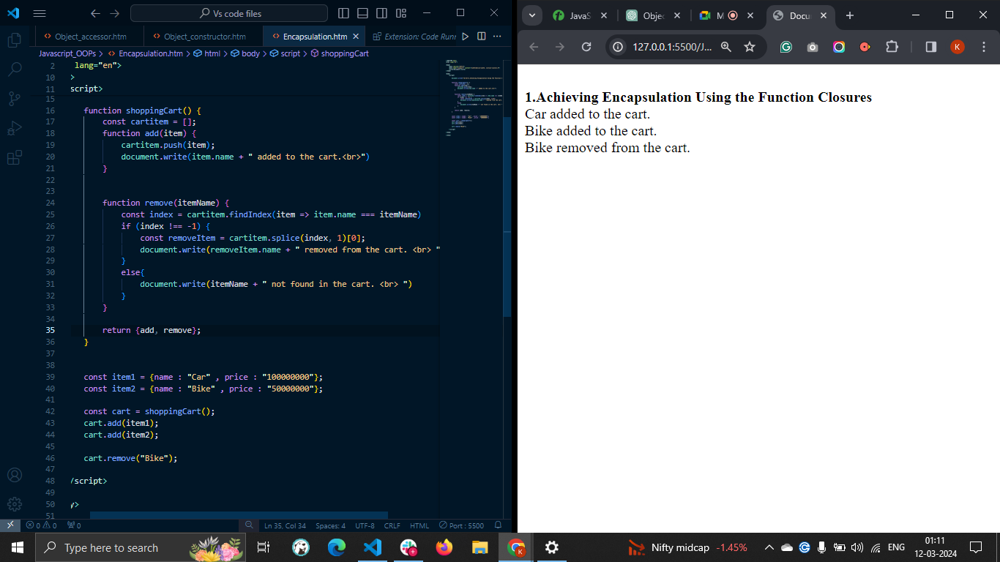 Vs code files
Object_accessor.htm
Object_constructor.htm
Encapsulation.htm
Extension: Code Runn
Javascript_OOPs > Encapsulation.htm > html > body > script > shoppingCart
2 lang="en">
10 >
11 script>
15
16 function shoppingCart() {
17 const cartitem = [];
18 function add(item) {
19 cartitem.push(item);
20 document.write(item.name + " added to the cart.<br>")
21 }
22
23
24 function remove(itemName) {
25 const index = cartitem.findIndex(item => item.name === itemName)
26 if (index !== -1) {
27 const removeItem = cartitem.splice(index, 1)[0];
28 document.write(removeItem.name + " removed from the cart. <br> "
29 }
30 else{
31 document.write(itemName + " not found in the cart. <br> ")
32 }
33 }
34
35 return {add, remove};
36 }
37
38
39 const item1 = {name : "Car" , price : "100000000"};
40 const item2 = {name : "Bike" , price : "50000000"};
41
42 const cart = shoppingCart();
43 cart.add(item1);
44 cart.add(item2);
45
46 cart.remove("Bike");
47
48 /script>
49
50 y>
51
0 0 0 Ln 35, Col 34 Spaces: 4 UTF-8 CRLF HTML Port : 5500
JavaS
Objec
M
Docu
127.0.0.1:5500/J...
K
1.Achieving Encapsulation Using the Function Closures
Car added to the cart.
Bike added to the cart.
Bike removed from the cart.
Type here to search
K
Nifty midcap -1.45%
ENG
01:11
12-03-2024